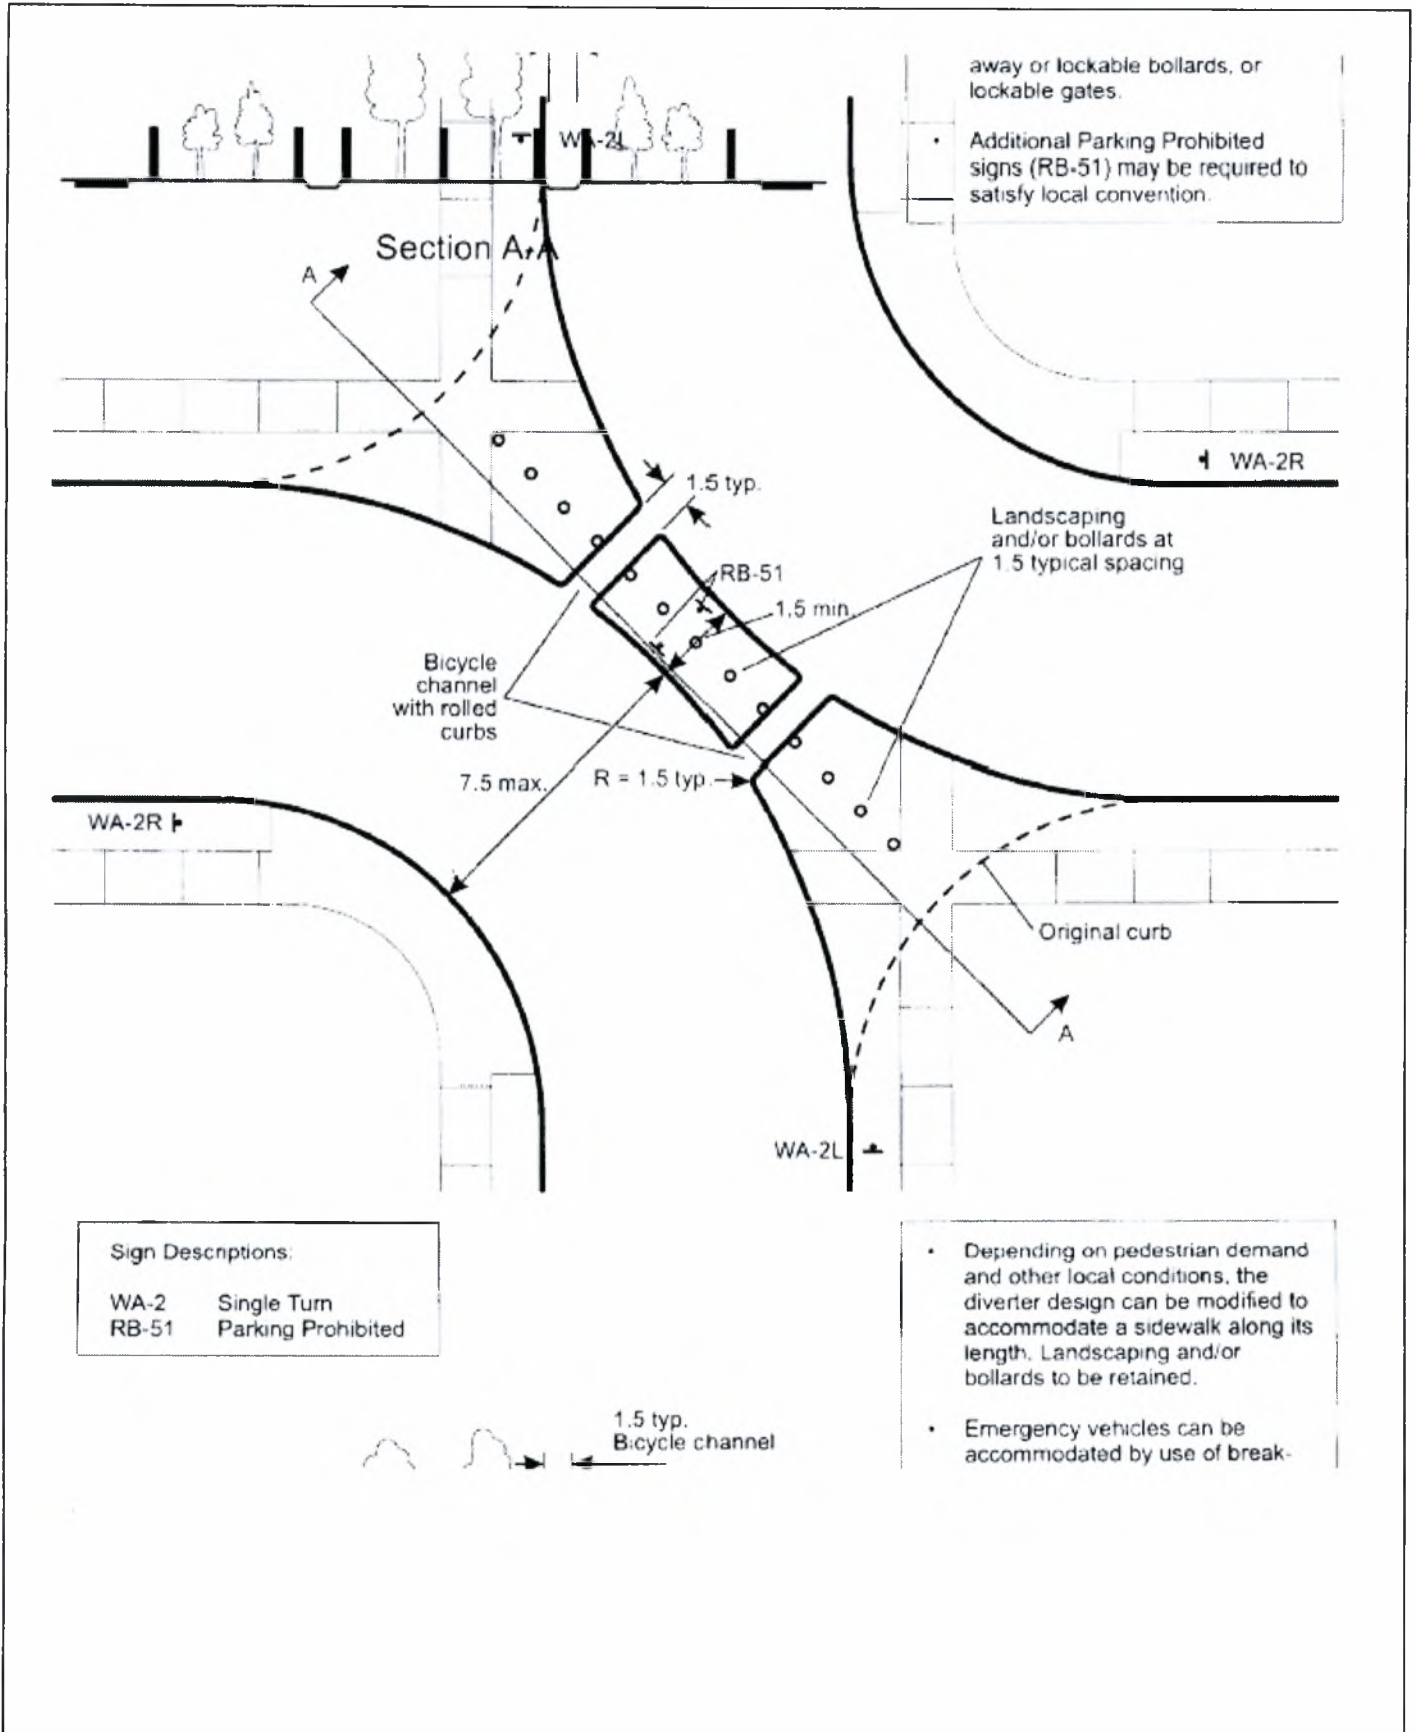 away or lockable bollards, or
lockable gates.
• Additional Parking Prohibited
signs (RB-51) may be required to
satisfy local convention.
WA-2L
Section A-A
A
WA-2R
1.5 typ.
Landscaping
and/or bollards at
1.5 typical spacing
RB-51
1.5 min.
Bicycle
channel
with rolled
curbs
7.5 max.
R = 1.5 typ.
WA-2R
Original curb
A
WA-2L
Sign Descriptions:
WA-2 Single Turn
RB-51 Parking Prohibited
• Depending on pedestrian demand
and other local conditions, the
diverter design can be modified to
accommodate a sidewalk along its
length. Landscaping and/or
bollards to be retained.
• Emergency vehicles can be
accommodated by use of break-
1.5 typ.
Bicycle channel